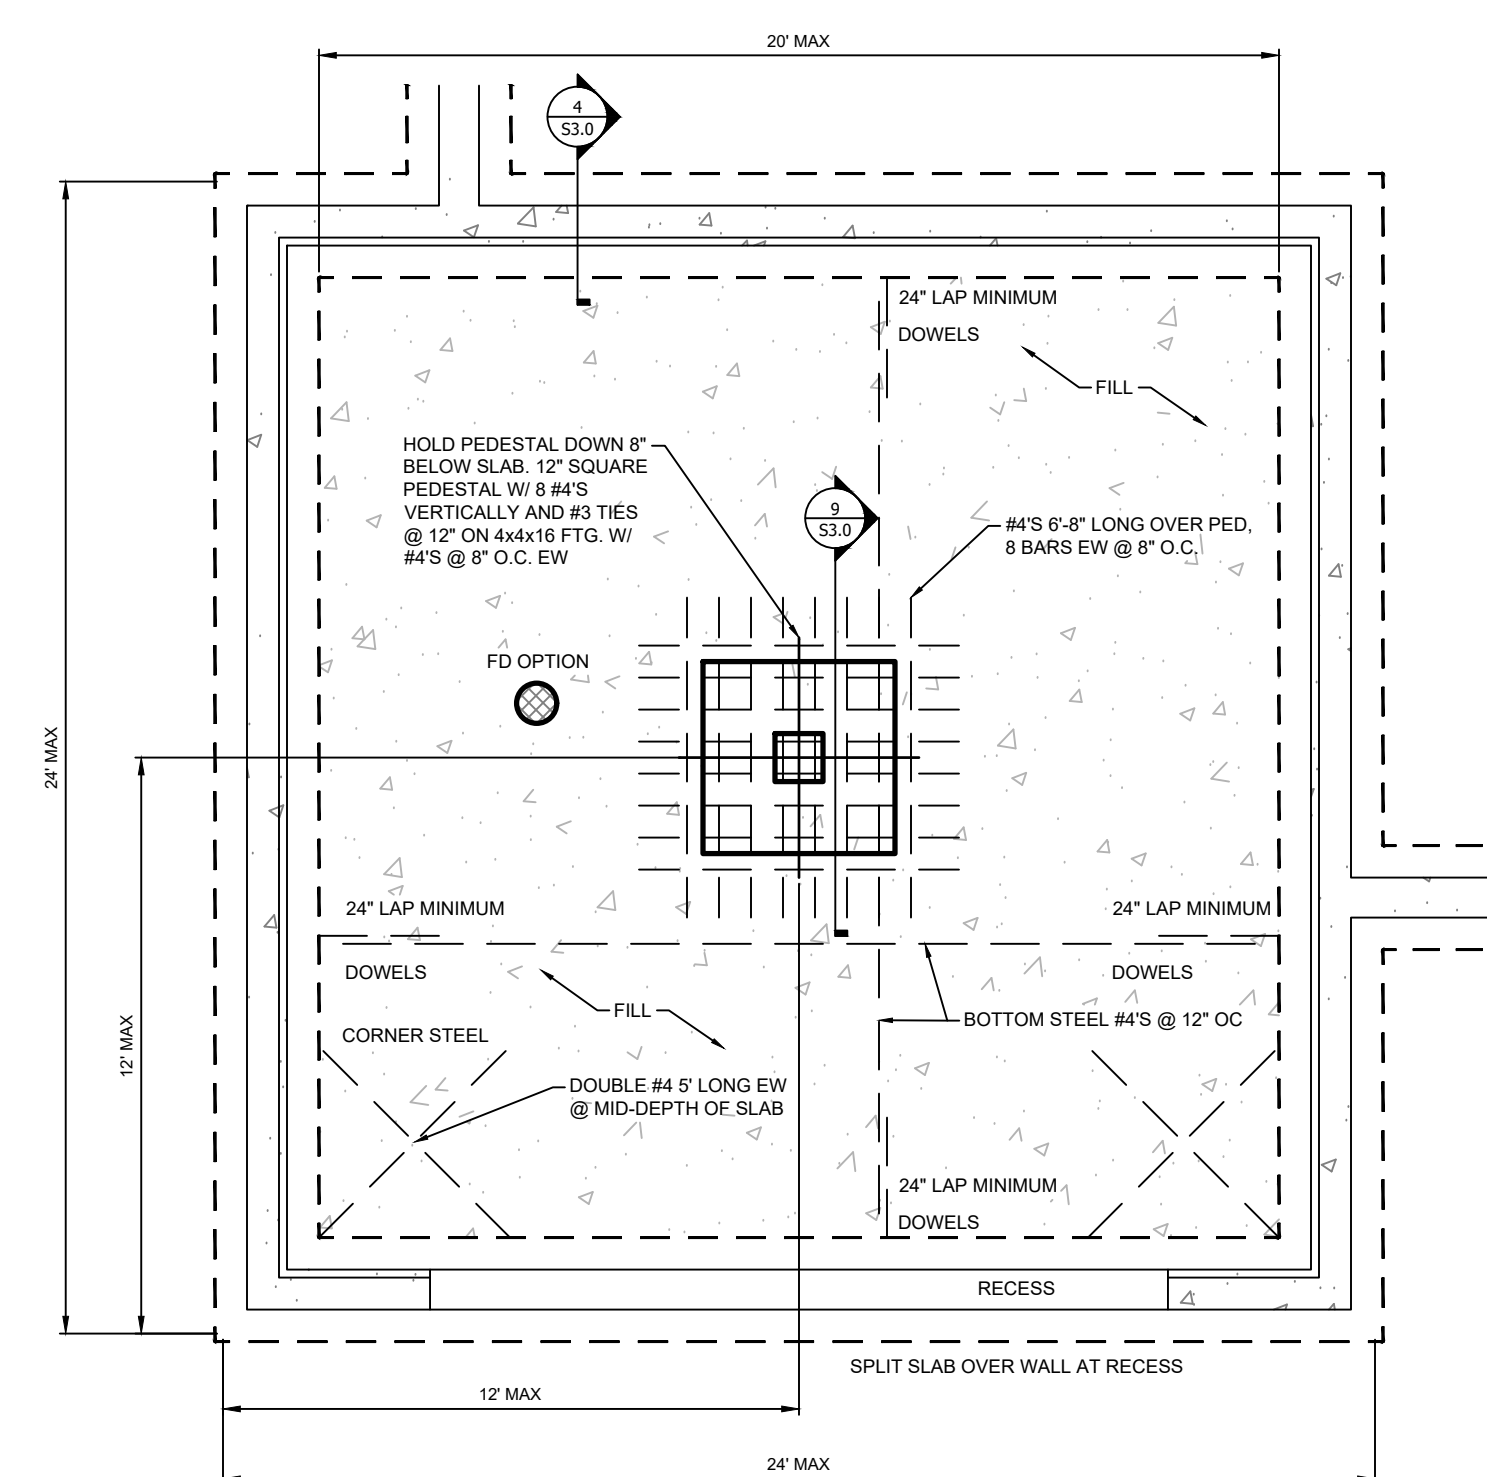 20' MAX
4
S3.0
24" LAP MINIMUM
DOWELS
FILL
HOLD PEDESTAL DOWN 8"
BELOW SLAB. 12" SQUARE
PEDESTAL W/ 8 #4'S
VERTICALLY AND #3 TIES
@ 12" ON 4x4x16 FTG. W/
#4'S @ 8" O.C. EW
9
S3.0
#4'S 6'-8" LONG OVER PED,
8 BARS EW @ 8" O.C.
FD OPTION
24' MAX
12' MAX
24" LAP MINIMUM
DOWELS
24" LAP MINIMUM
DOWELS
FILL
BOTTOM STEEL #4'S @ 12" OC
CORNER STEEL
DOUBLE #4 5' LONG EW
@ MID-DEPTH OF SLAB
24" LAP MINIMUM
DOWELS
RECESS
SPLIT SLAB OVER WALL AT RECESS
12' MAX
24' MAX